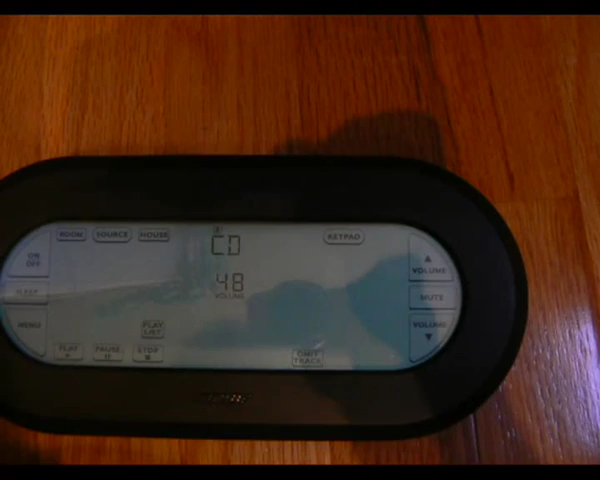 ROOM SOURCE HOUSE
A
CD
KEYPAD
ON
OFF
SLEEP
MENU
48
VOLUME
▲
VOLUME
MUTE
VOLUME
▼
PLAY
LIST
PLAY PAUSE STOP
OMIT
TRACK
BOSE